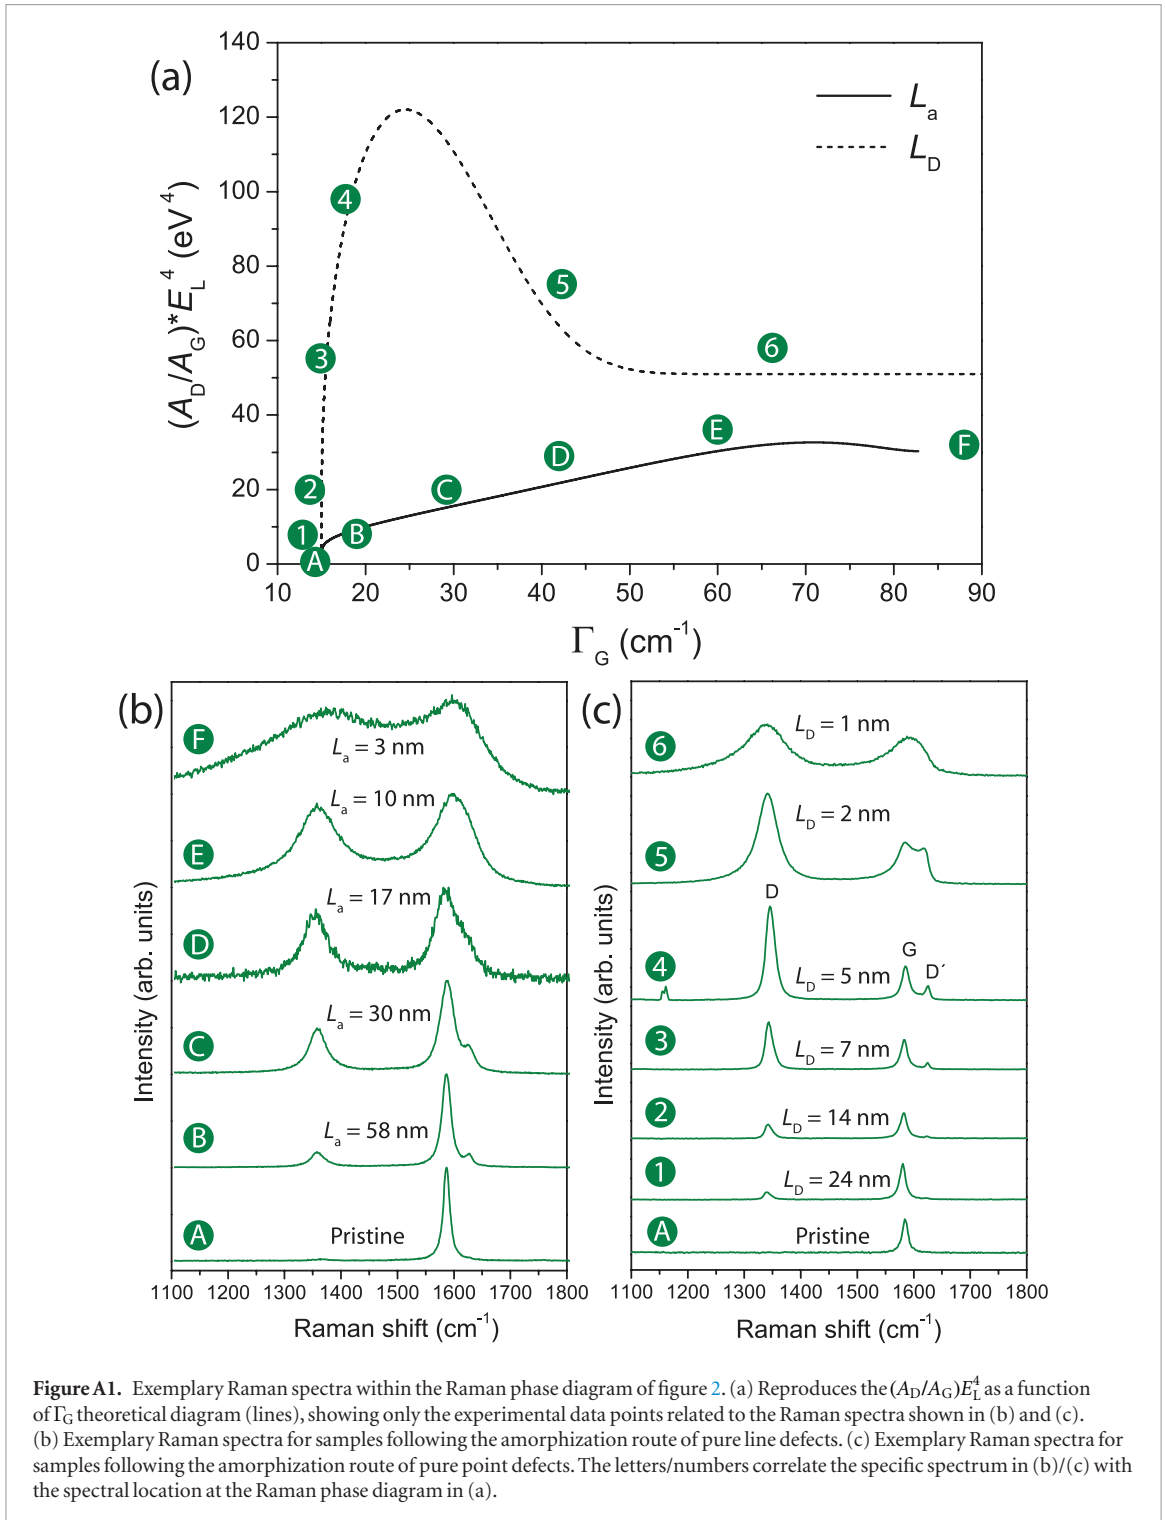 (a)
140
120
100
80
60
40
20
0
(A_D/A_G)*E_L^4 (eV^4)
L_a
L_D
1
2
3
4
5
6
A
B
C
D
E
F
10 20 30 40 50 60 70 80 90
Γ_G (cm^-1)
(b)
F
L_a = 3 nm
E
L_a = 10 nm
D
L_a = 17 nm
C
L_a = 30 nm
B
L_a = 58 nm
A
Pristine
Intensity (arb. units)
1100 1200 1300 1400 1500 1600 1700 1800
Raman shift (cm^-1)
(c)
6
L_D = 1 nm
5
L_D = 2 nm
D
G
D´
4
L_D = 5 nm
3
L_D = 7 nm
2
L_D = 14 nm
1
L_D = 24 nm
A
Pristine
Intensity (arb. units)
1100 1200 1300 1400 1500 1600 1700 1800
Raman shift (cm^-1)
Figure A1. Exemplary Raman spectra within the Raman phase diagram of figure 2. (a) Reproduces the (A_D/A_G)E_L^4 as a function
of Γ_G theoretical diagram (lines), showing only the experimental data points related to the Raman spectra shown in (b) and (c).
(b) Exemplary Raman spectra for samples following the amorphization route of pure line defects. (c) Exemplary Raman spectra for
samples following the amorphization route of pure point defects. The letters/numbers correlate the specific spectrum in (b)/(c) with
the spectral location at the Raman phase diagram in (a).